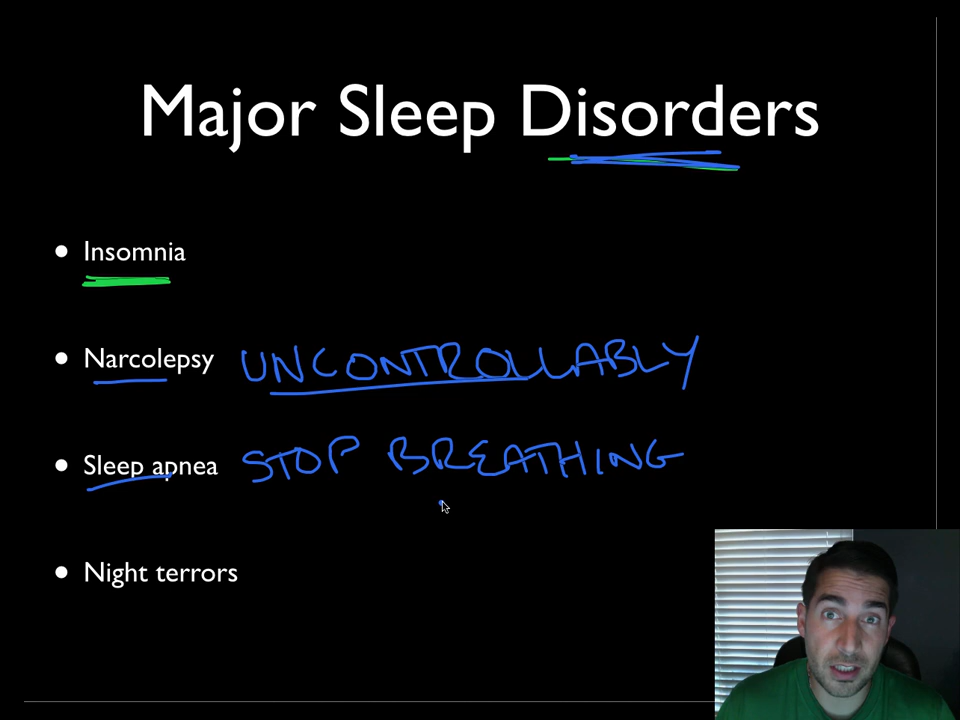 Major Sleep Disorders
• Insomnia
• Narcolepsy UNCONTROLLABLY
• Sleep apnea STOP BREATHING
• Night terrors